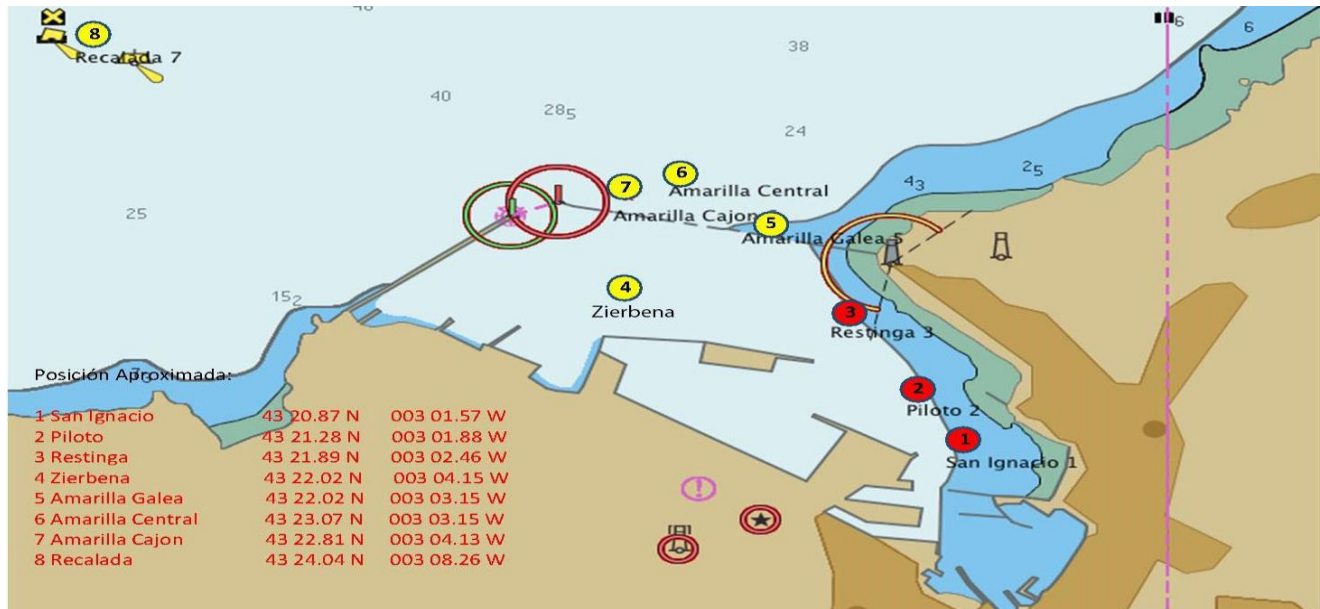 40
6
8
6
Recalada 7
38
40
28 5
24
6
2 5
7
4 3
Amarilla Central
25
Amarilla Cajon
5
Amarilla Galea 5
4
15 2
Zierbena
3
Restinga 3
Posición Aproximada:
2
Piloto 2
1 San Ignacio 43 20.87 N 003 01.57 W
2 Piloto 43 21.28 N 003 01.88 W
1
3 Restinga 43 21.89 N 003 02.46 W
San Ignacio 1
4 Zierbena 43 22.02 N 003 04.15 W
5 Amarilla Galea 43 22.02 N 003 03.15 W
6 Amarilla Central 43 23.07 N 003 03.15 W
7 Amarilla Cajon 43 22.81 N 003 04.13 W
8 Recalada 43 24.04 N 003 08.26 W